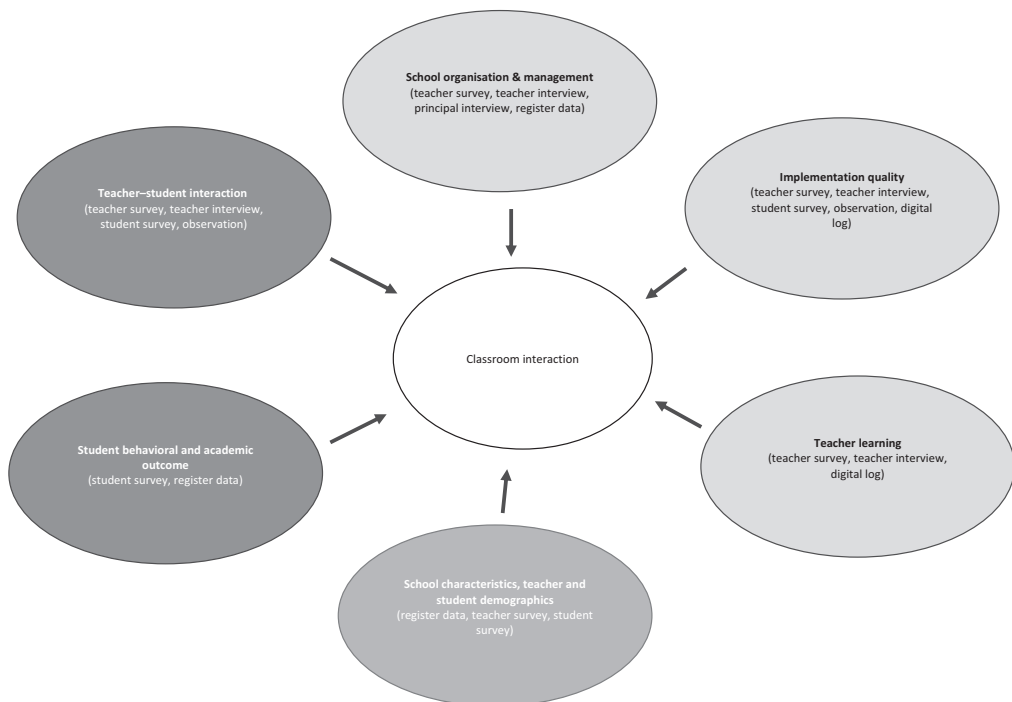 School organisation & management
(teacher survey, teacher interview,
principal interview, register data)
Teacher–student interaction
(teacher survey, teacher interview,
student survey, observation)
Implementation quality
(teacher survey, teacher interview,
student survey, observation, digital
log)
Classroom interaction
Student behavioral and academic
outcome
(student survey, register data)
Teacher learning
(teacher survey, teacher interview,
digital log)
School characteristics, teacher and
student demographics
(register data, teacher survey, student
survey)